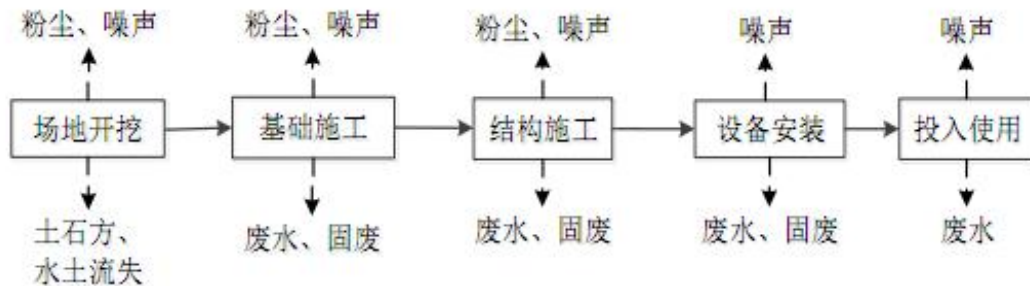 粉尘、噪声 粉尘、噪声 粉尘、噪声 噪声 噪声
场地开挖 基础施工 结构施工 设备安装 投入使用
土石方、
水土流失
废水、固废 废水、固废 废水、固废 废水